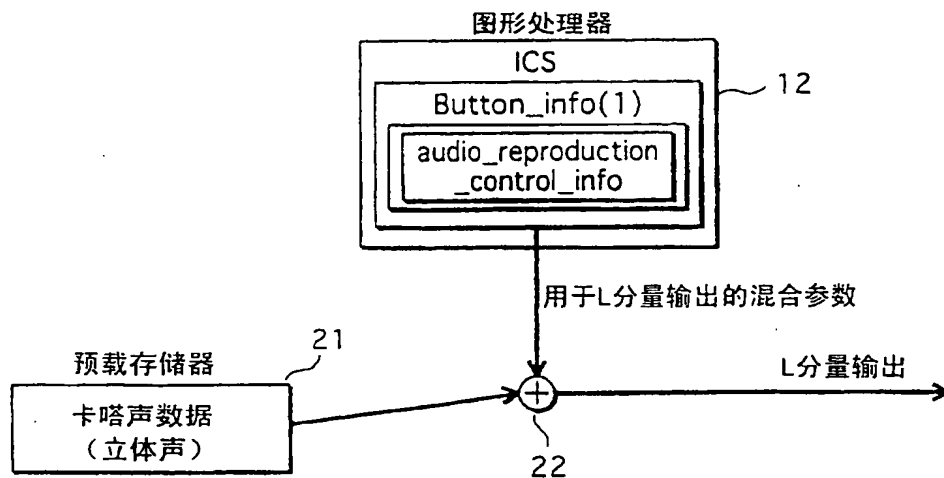 图形处理器
ICS
12
Button_info(1)
audio_reproduction
_control_info
用于L分量输出的混合参数
21
预载存储器
L分量输出
卡嗒声数据
（立体声）
22